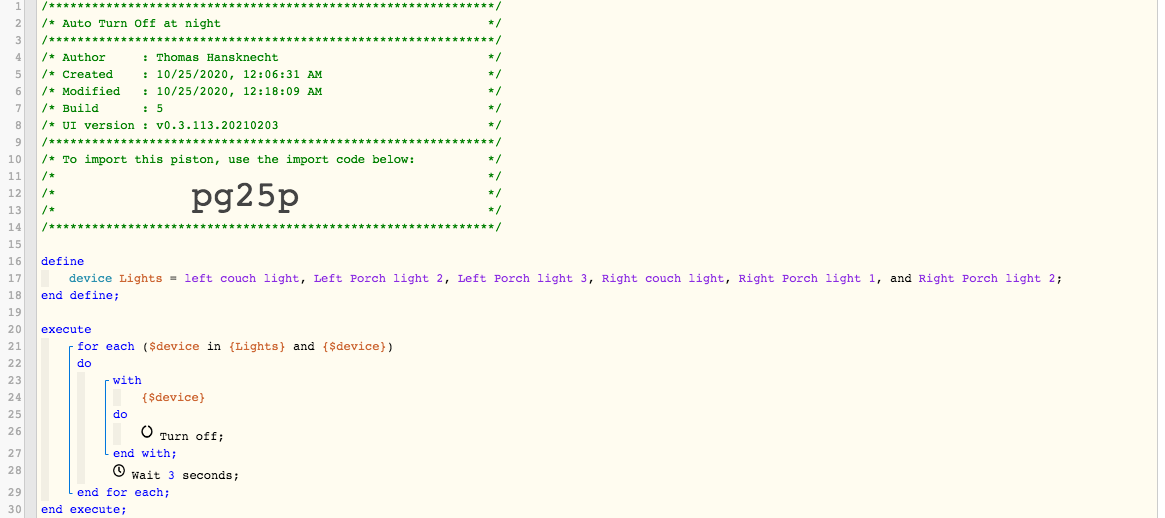 1 /**************************************************************/
2 /* Auto Turn Off at night */
3 /**************************************************************/
4 /* Author : Thomas Hansknecht */
5 /* Created : 10/25/2020, 12:06:31 AM */
6 /* Modified : 10/25/2020, 12:18:09 AM */
7 /* Build : 5 */
8 /* UI version : v0.3.113.20210203 */
9 /**************************************************************/
10 /* To import this piston, use the import code below: */
11 /* */
12 /* pg25p */
13 /* */
14 /**************************************************************/
15
16 define
17 device Lights = left couch light, Left Porch light 2, Left Porch light 3, Right couch light, Right Porch light 1, and Right Porch light 2;
18 end define;
19
20 execute
21 for each ($device in {Lights} and {$device})
22 do
23 with
24 {$device}
25 do
26 Turn off;
27 end with;
28 Wait 3 seconds;
29 end for each;
30 end execute;